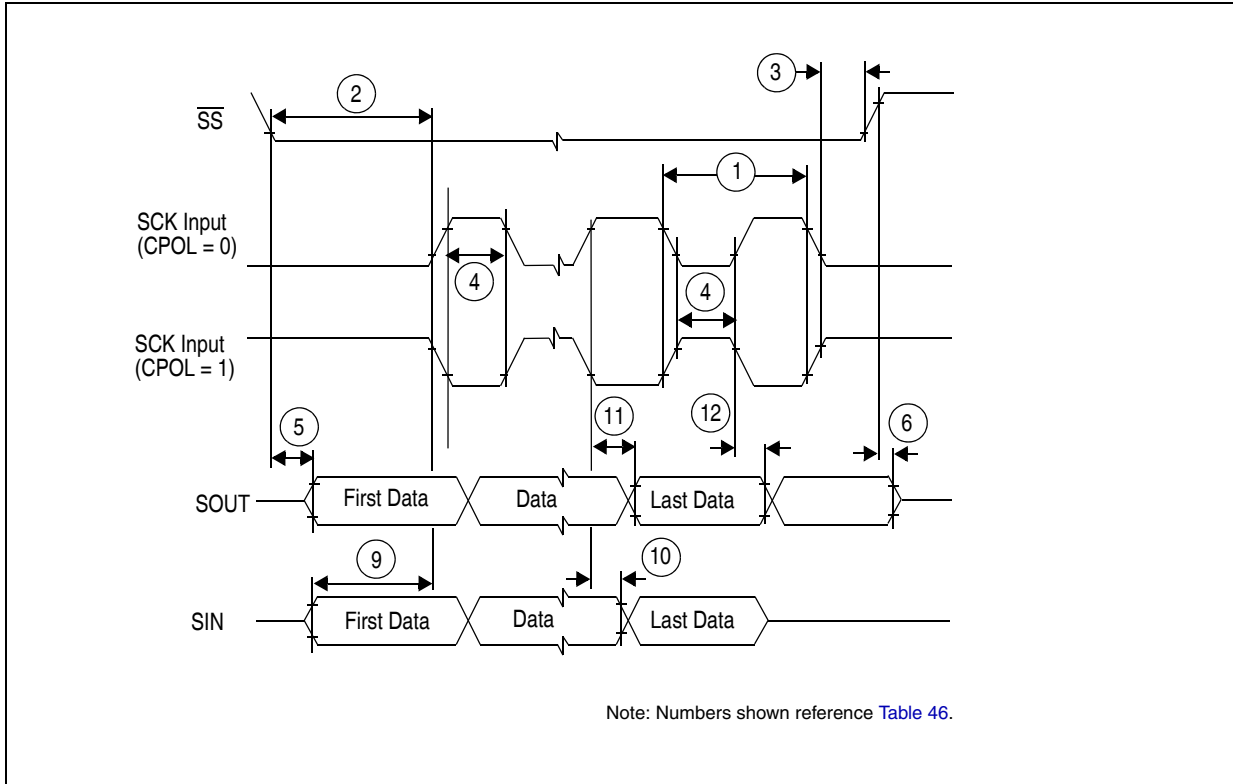 3
2
SS
1
SCK Input
(CPOL = 0)
4
4
SCK Input
(CPOL = 1)
11
12
5
6
SOUT
First Data
Data
Last Data
9
10
SIN
First Data
Data
Last Data
Note: Numbers shown reference Table 46.